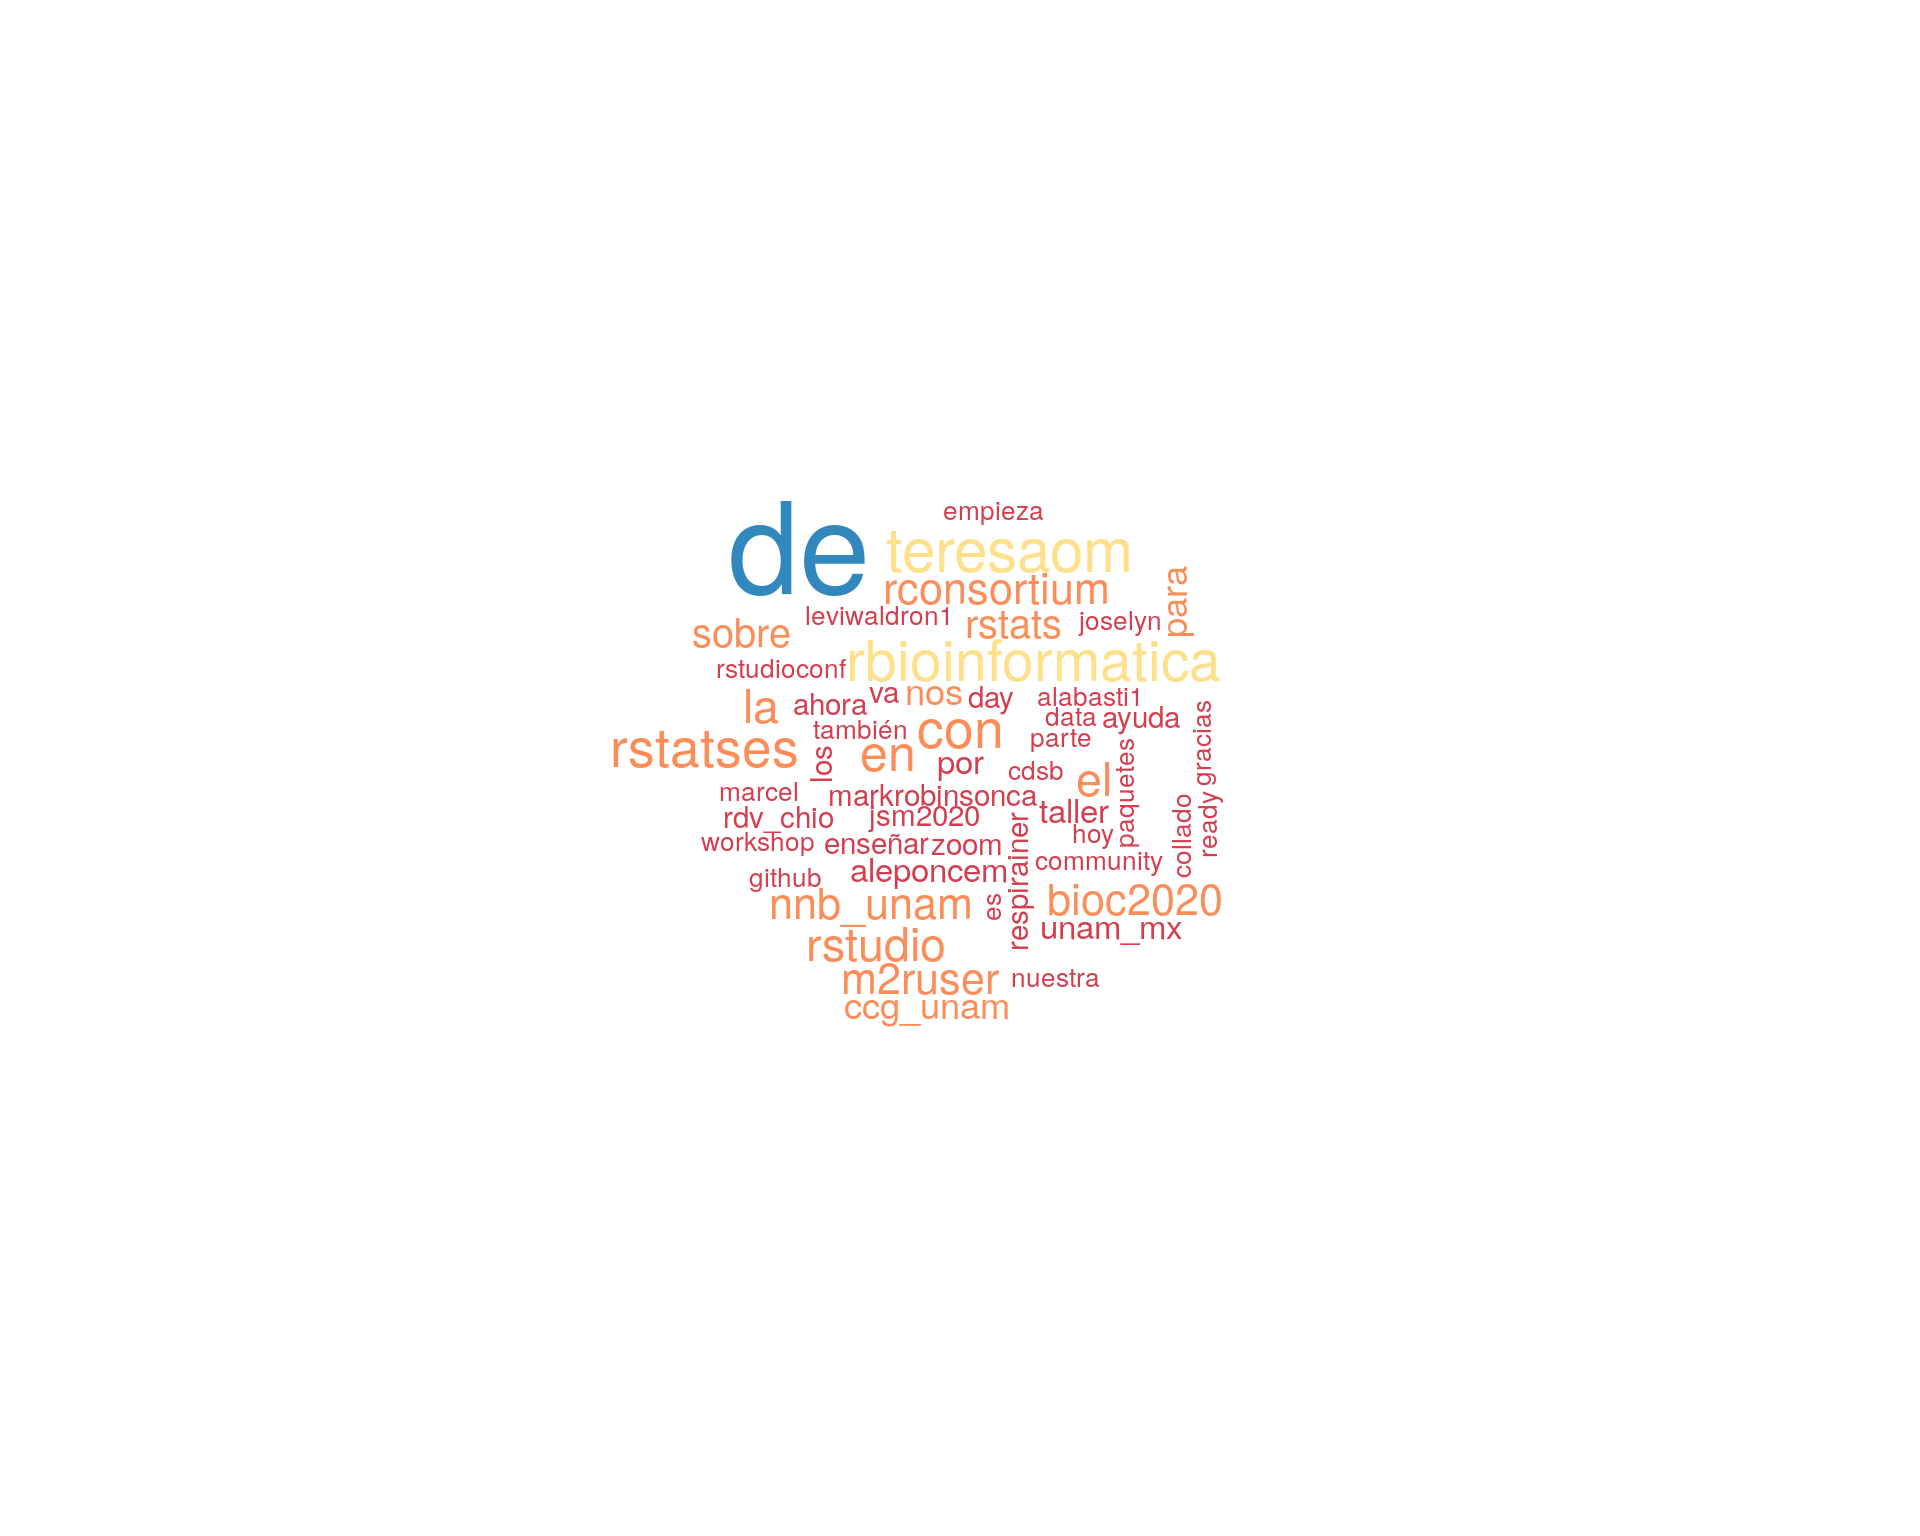 empieza
de
teresaom
rconsortium
para
leviwaldron1
rstats
joselyn
sobre
rbioinformatica
rstudioconf
va
nos
day
alabasti1
la
ahora
data
ayuda
gracias
también
con
parte
rstatses
los
en
por
cdsb
el
paquetes
marcel
markrobinsonca
rdv_chio
jsm2020
taller
hoy
collado
ready
workshop
enseñar
zoom
respirainer
community
github
aleponcem
nnb_unam
es
bioc2020
unam_mx
rstudio
m2ruser
nuestra
ccg_unam